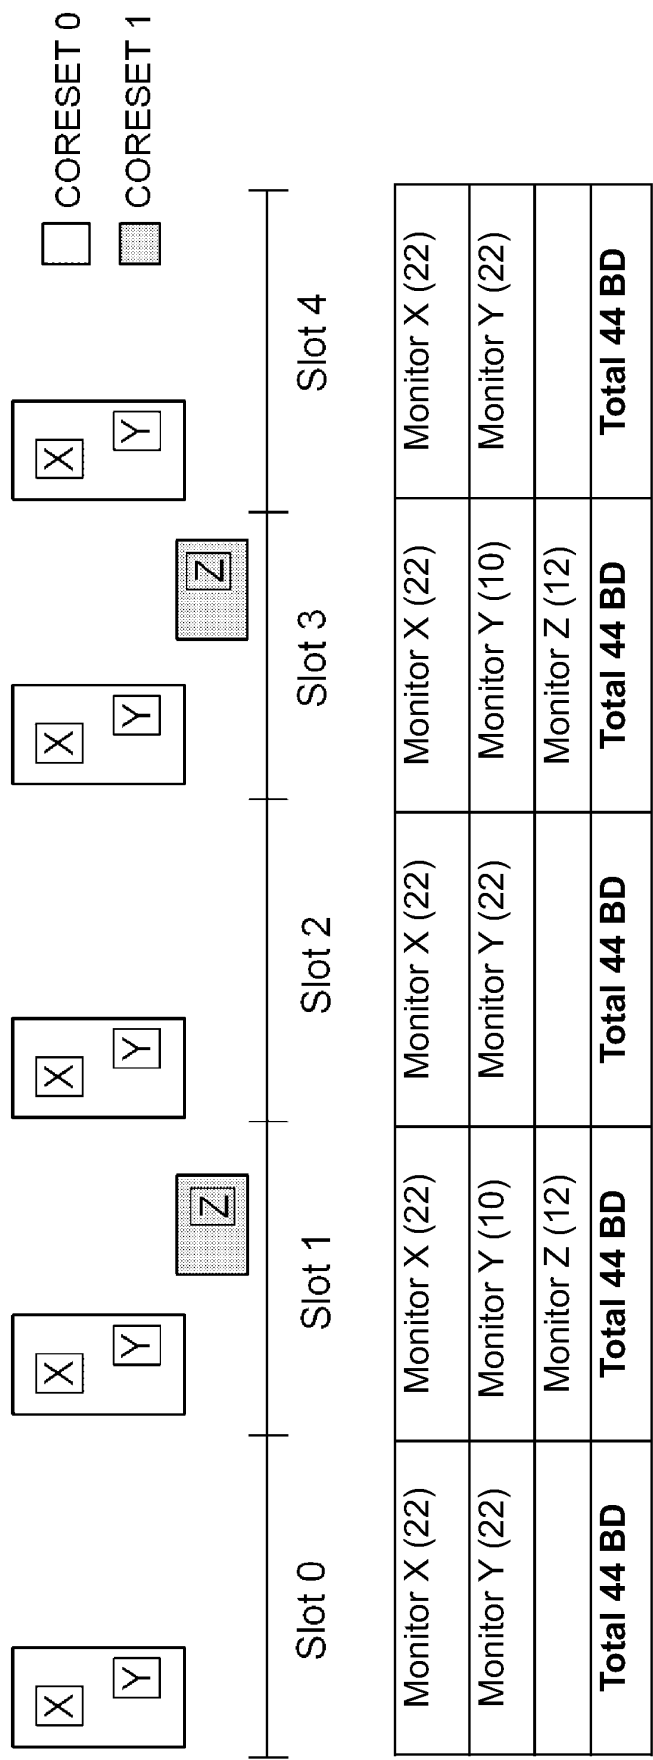 CORESET 0
CORESET 1
X
Y
X
Y
Z
X
Y
X
Y
Z
X
Y
Slot 0
Slot 1
Slot 2
Slot 3
Slot 4
Monitor X (22)
Monitor X (22)
Monitor X (22)
Monitor X (22)
Monitor X (22)
Monitor Y (22)
Monitor Y (10)
Monitor Y (22)
Monitor Y (10)
Monitor Y (22)
Monitor Z (12)
Monitor Z (12)
Total 44 BD
Total 44 BD
Total 44 BD
Total 44 BD
Total 44 BD